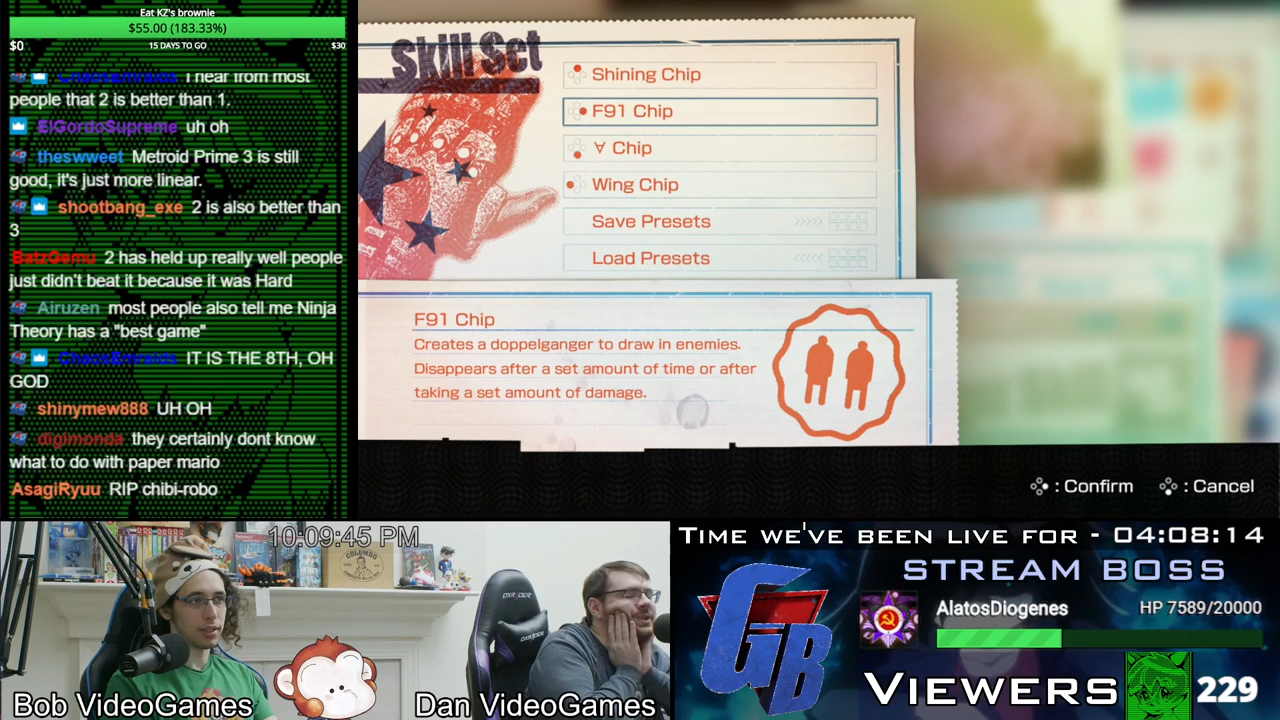 Eat KZ's brownie
$55.00 (183.33%)
$0
15 DAYS TO GO
$30
ChaosEmralds I hear from most
people that 2 is better than 1.
ElGordoSupreme uh oh
theswweet Metroid Prime 3 is still
good, it's just more linear.
shootbang_exe 2 is also better than
3
BatzGemu 2 has held up really well people
just didn't beat it because it was Hard
Airuzen most people also tell me Ninja
Theory has a "best game"
IT IS THE 8TH, OH
GOD
shinymew888 UH OH
digimonda they certainly dont know
what to do with paper mario
AsagiRyuu RIP chibi-robo
Skill Set
Shining Chip
F91 Chip
∀ Chip
Wing Chip
Save Presets
Load Presets
F91 Chip
Creates a doppelganger to draw in enemies.
Disappears after a set amount of time or after
taking a set amount of damage.
: Confirm
: Cancel
10:09:45 PM
COLUMBO
DXRACER
DXRACER
Bob VideoGames
Dan VideoGames
TIME WE'VE BEEN LIVE FOR - 04:08:14
STREAM BOSS
AlatosDiogenes
HP 7589/20000
GGB
VIEWERS
229